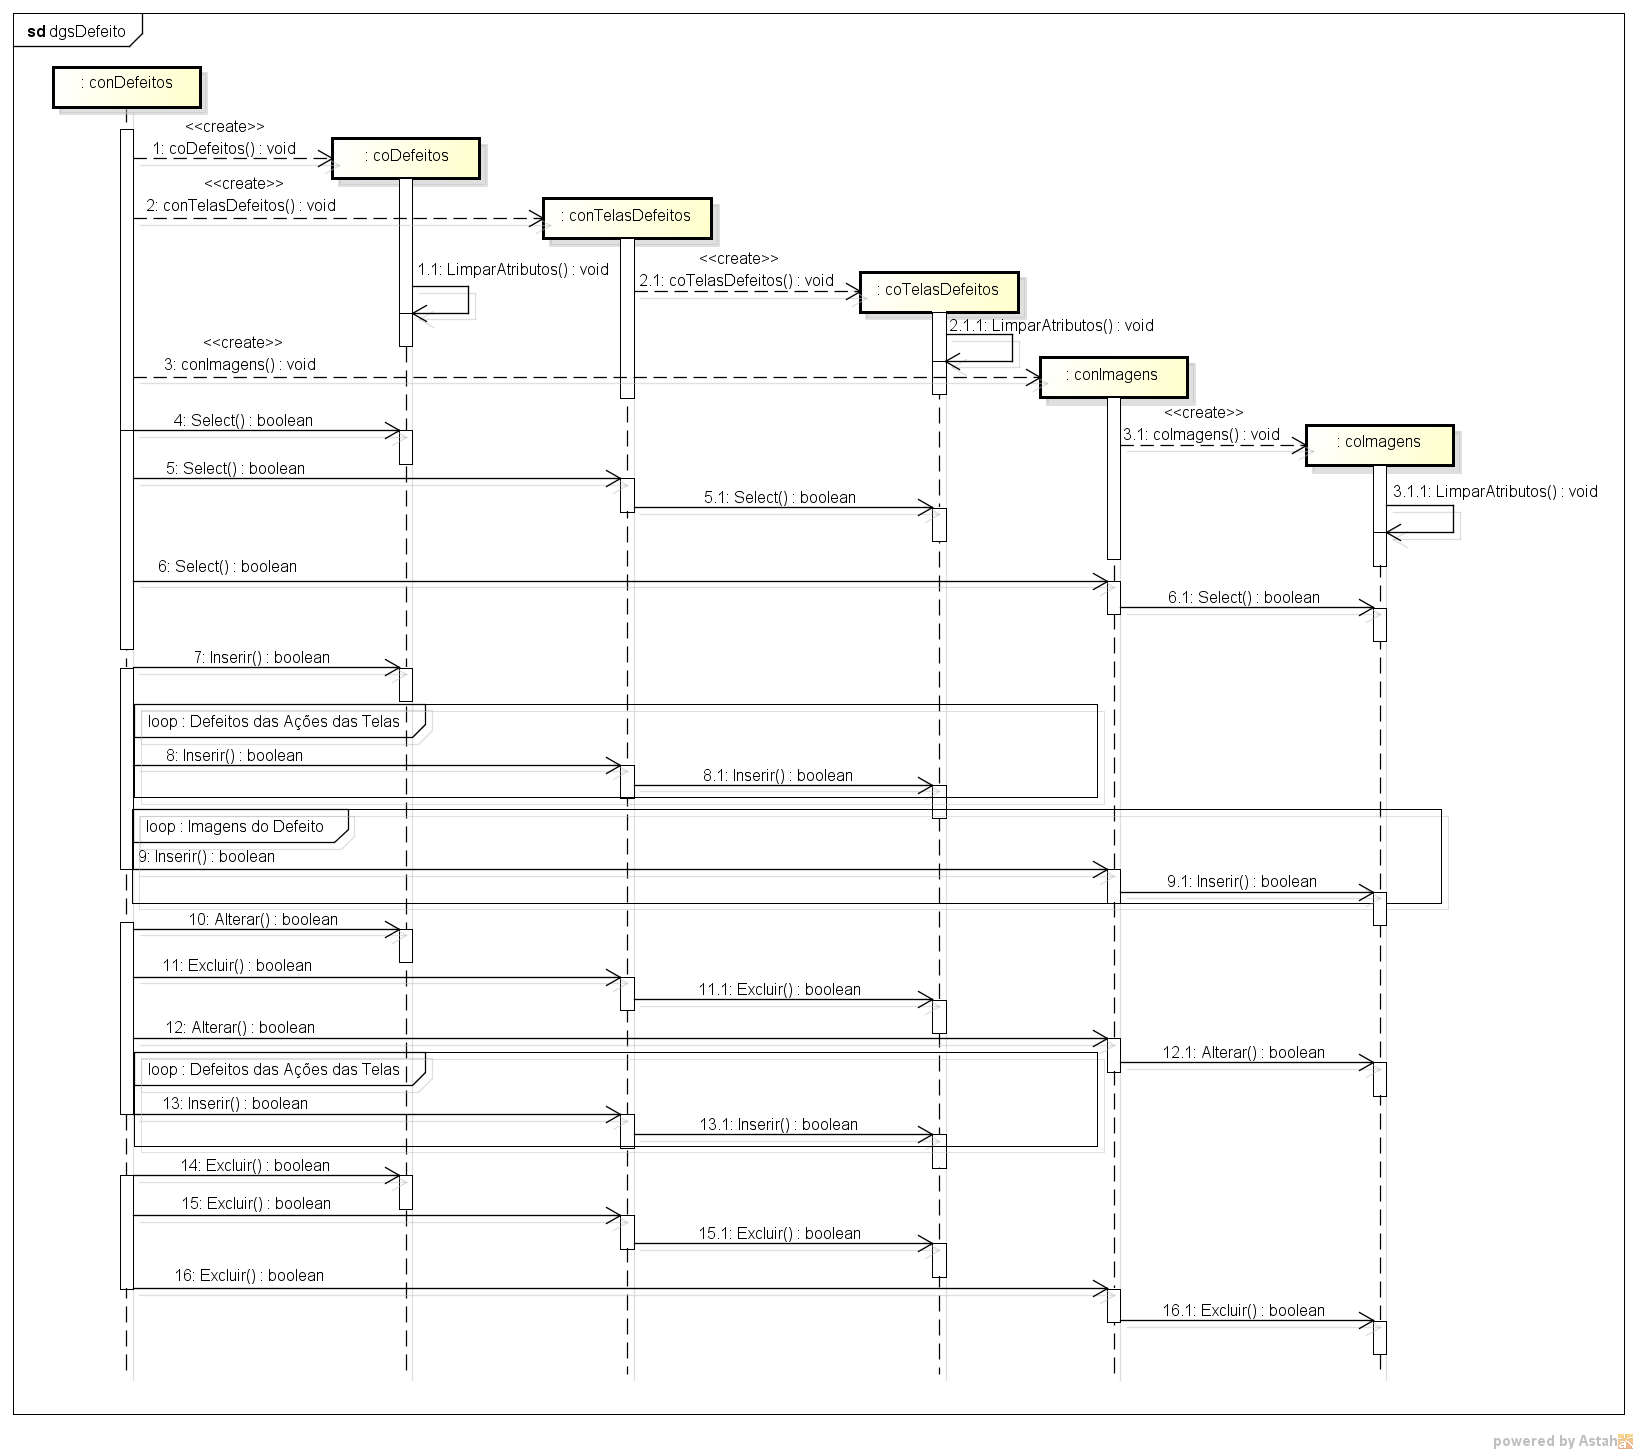 sd dgsDefeito
: conDefeitos
<<create>>
1: coDefeitos() : void
: coDefeitos
<<create>>
2: conTelasDefeitos() : void
: conTelasDefeitos
<<create>>
1.1: LimparAtributos() : void
2.1: coTelasDefeitos() : void
: coTelasDefeitos
2.1.1: LimparAtributos() : void
<<create>>
3: conImagens() : void
: conImagens
<<create>>
4: Select() : boolean
3.1: coImagens() : void
: coImagens
5: Select() : boolean
3.1.1: LimparAtributos() : void
5.1: Select() : boolean
6: Select() : boolean
6.1: Select() : boolean
7: Inserir() : boolean
loop : Defeitos das Ações das Telas
8: Inserir() : boolean
8.1: Inserir() : boolean
loop : Imagens do Defeito
9: Inserir() : boolean
9.1: Inserir() : boolean
10: Alterar() : boolean
11: Excluir() : boolean
11.1: Excluir() : boolean
12: Alterar() : boolean
12.1: Alterar() : boolean
loop : Defeitos das Ações das Telas
13: Inserir() : boolean
13.1: Inserir() : boolean
14: Excluir() : boolean
15: Excluir() : boolean
15.1: Excluir() : boolean
16: Excluir() : boolean
16.1: Excluir() : boolean
powered by Astah